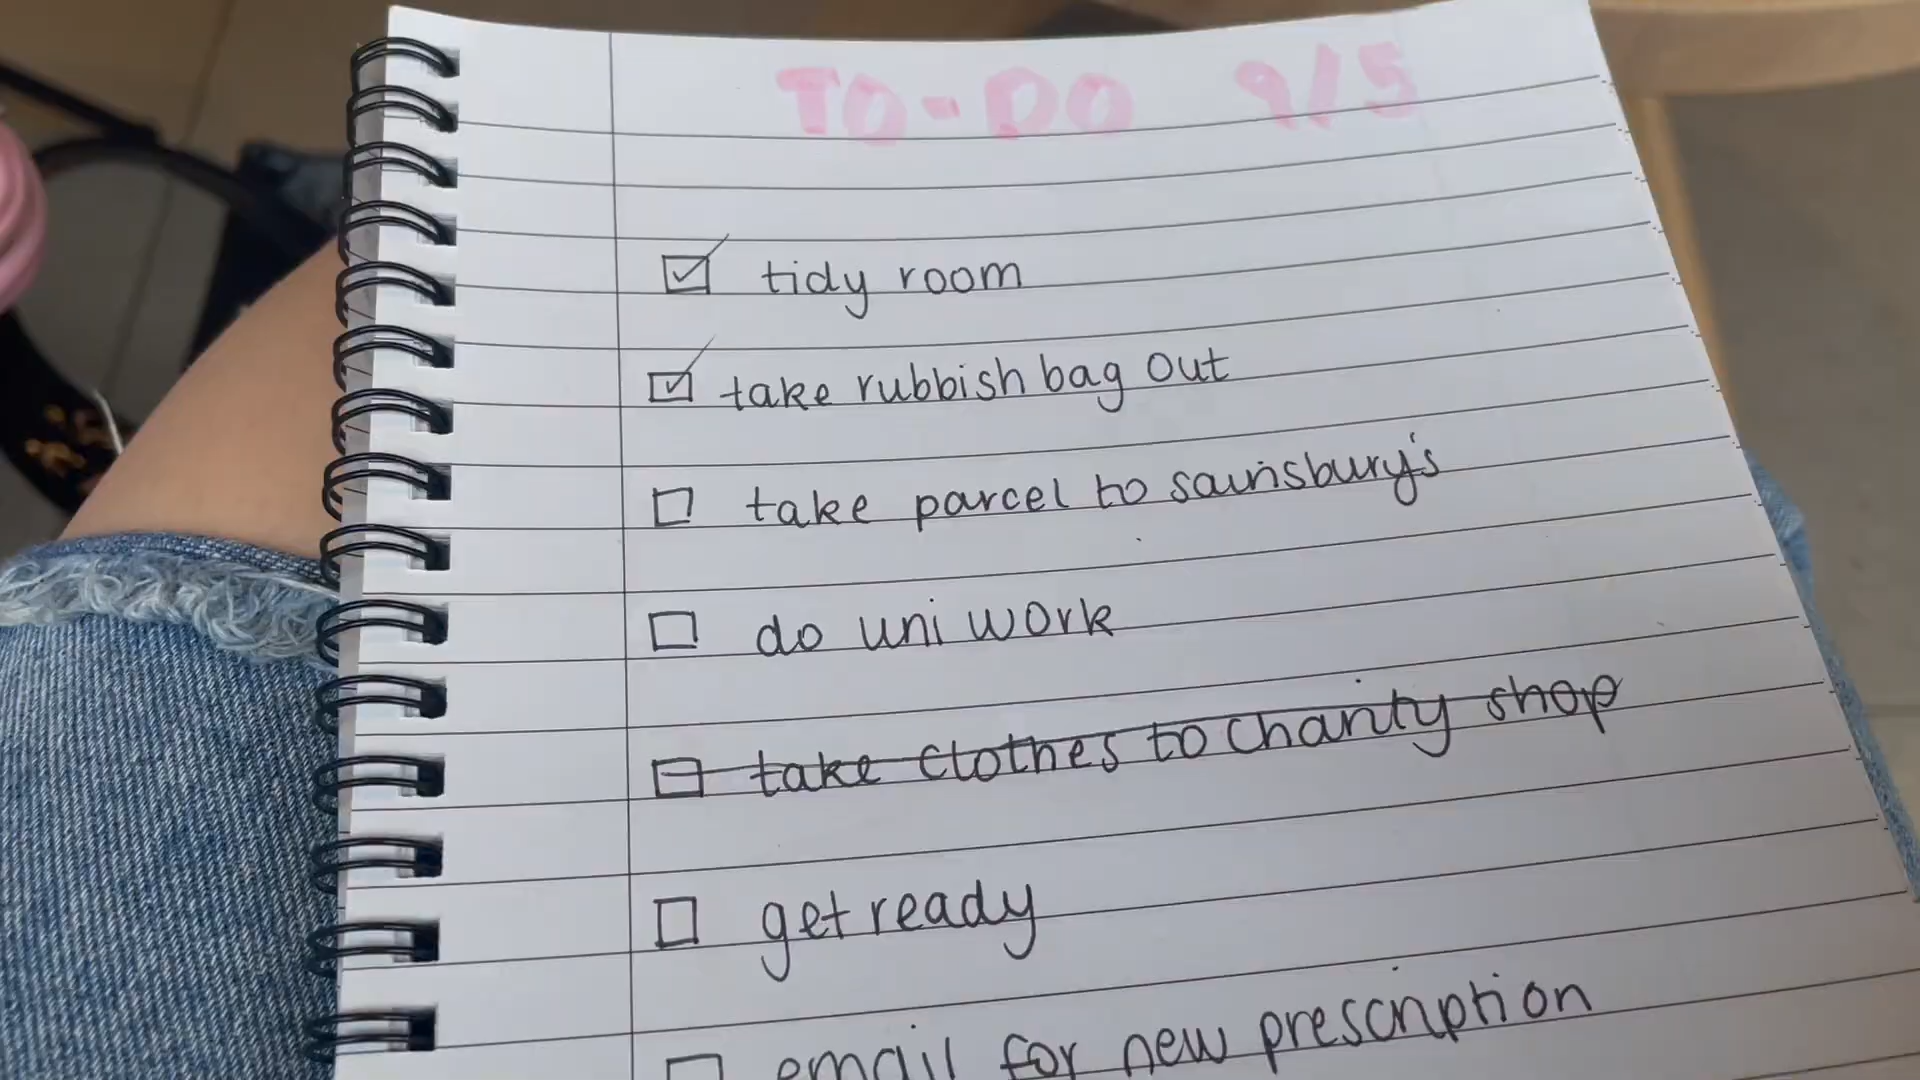 TO-DO 9/5
tidy room
take rubbish bag out
take parcel to sainsbury's
do uni work
take clothes to charity shop
get ready
email for new prescription